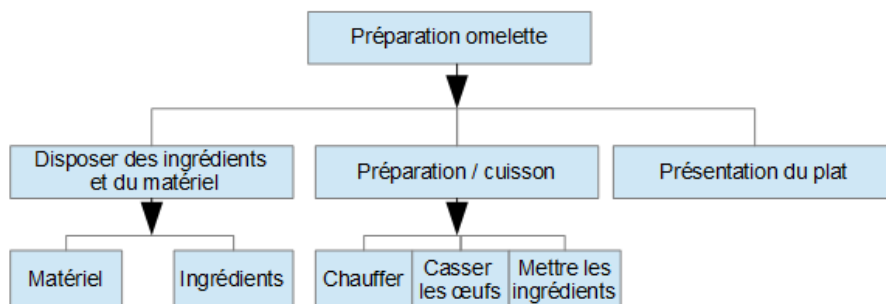 Préparation omelette
Disposer des ingrédients
et du matériel
Préparation / cuisson
Présentation du plat
Matériel
Ingrédients
Chauffer
Casser
les œufs
Mettre les
ingrédients